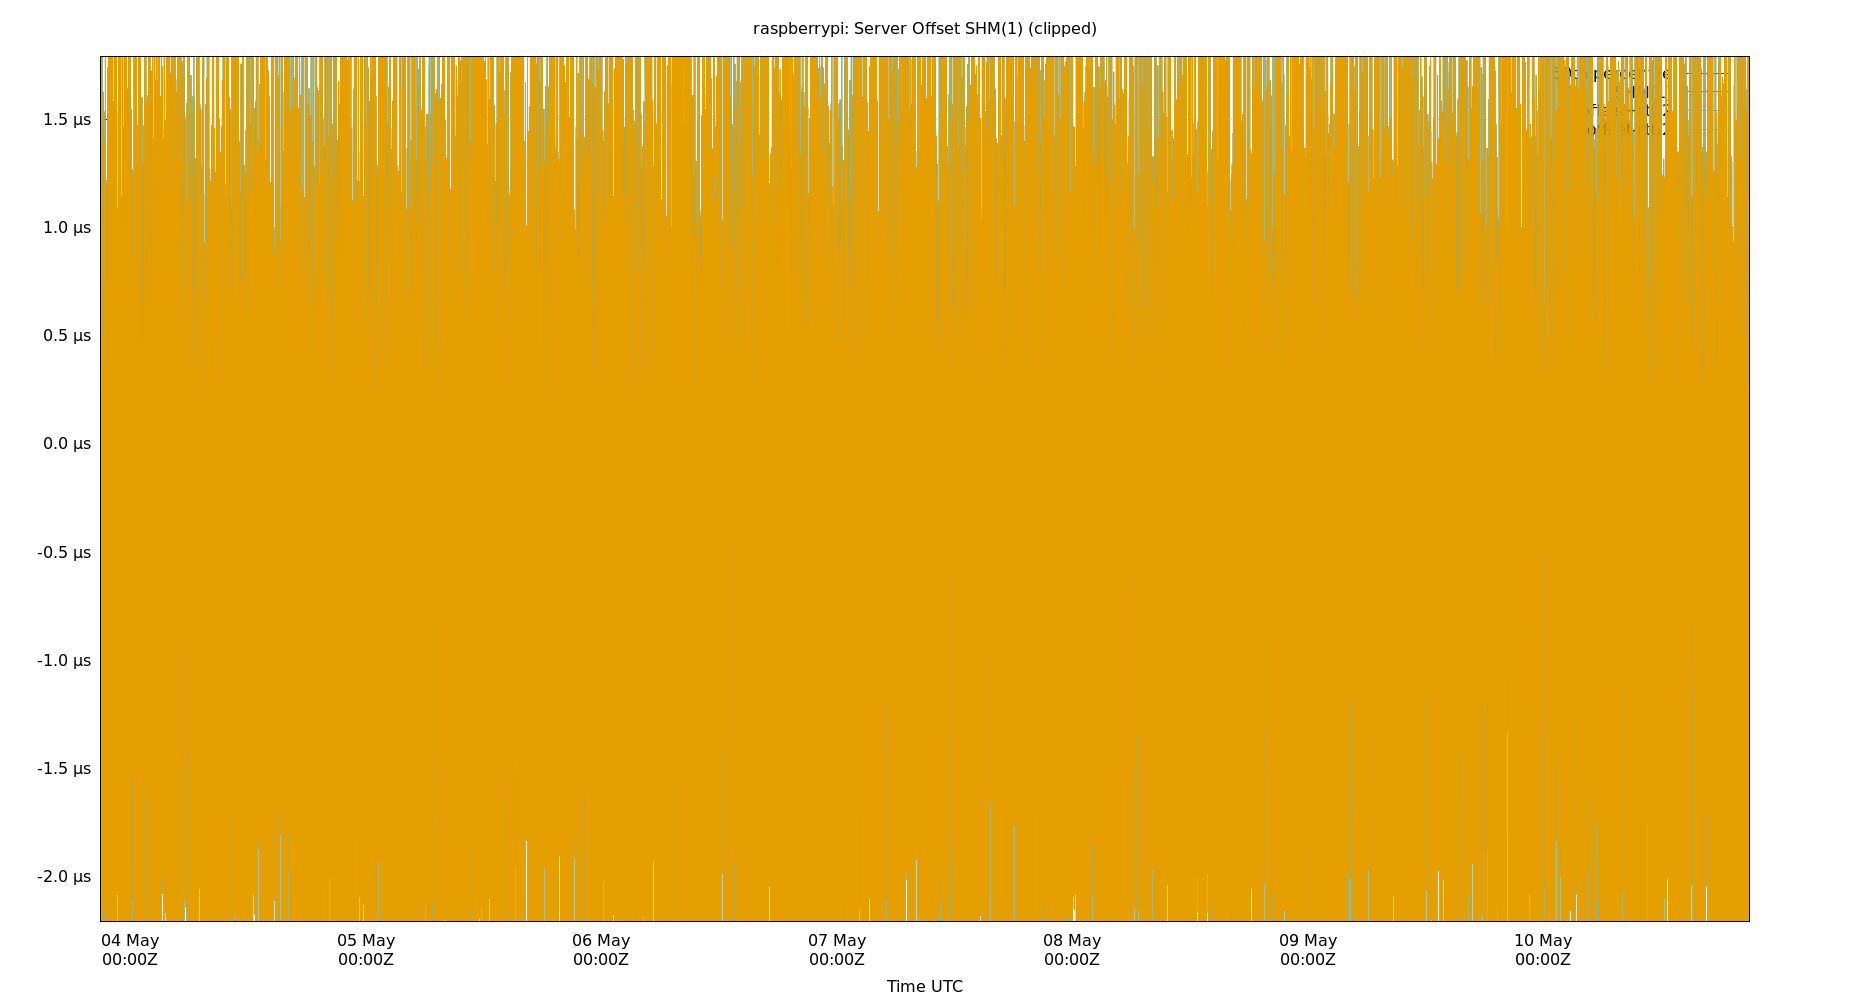 raspberrypi: Server Offset SHM(1) (clipped)
1.5 µs
1.0 µs
0.5 µs
0.0 µs
-0.5 µs
-1.0 µs
-1.5 µs
-2.0 µs
04 May 05 May 06 May 07 May 08 May 09 May 10 May
00:00Z 00:00Z 00:00Z 00:00Z 00:00Z 00:00Z 00:00Z
Time UTC